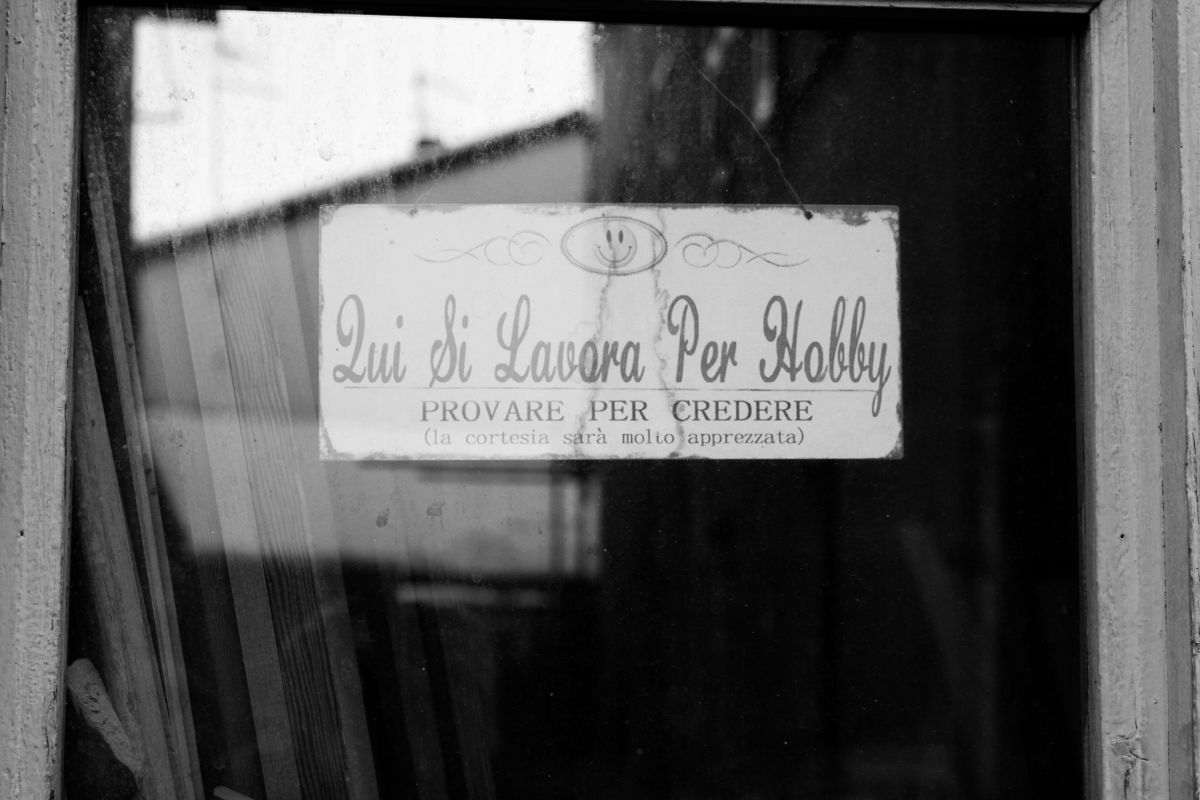 Qui Si Lavora Per Hobby
PROVARE PER CREDERE
(la cortesia sarà molto apprezzata)